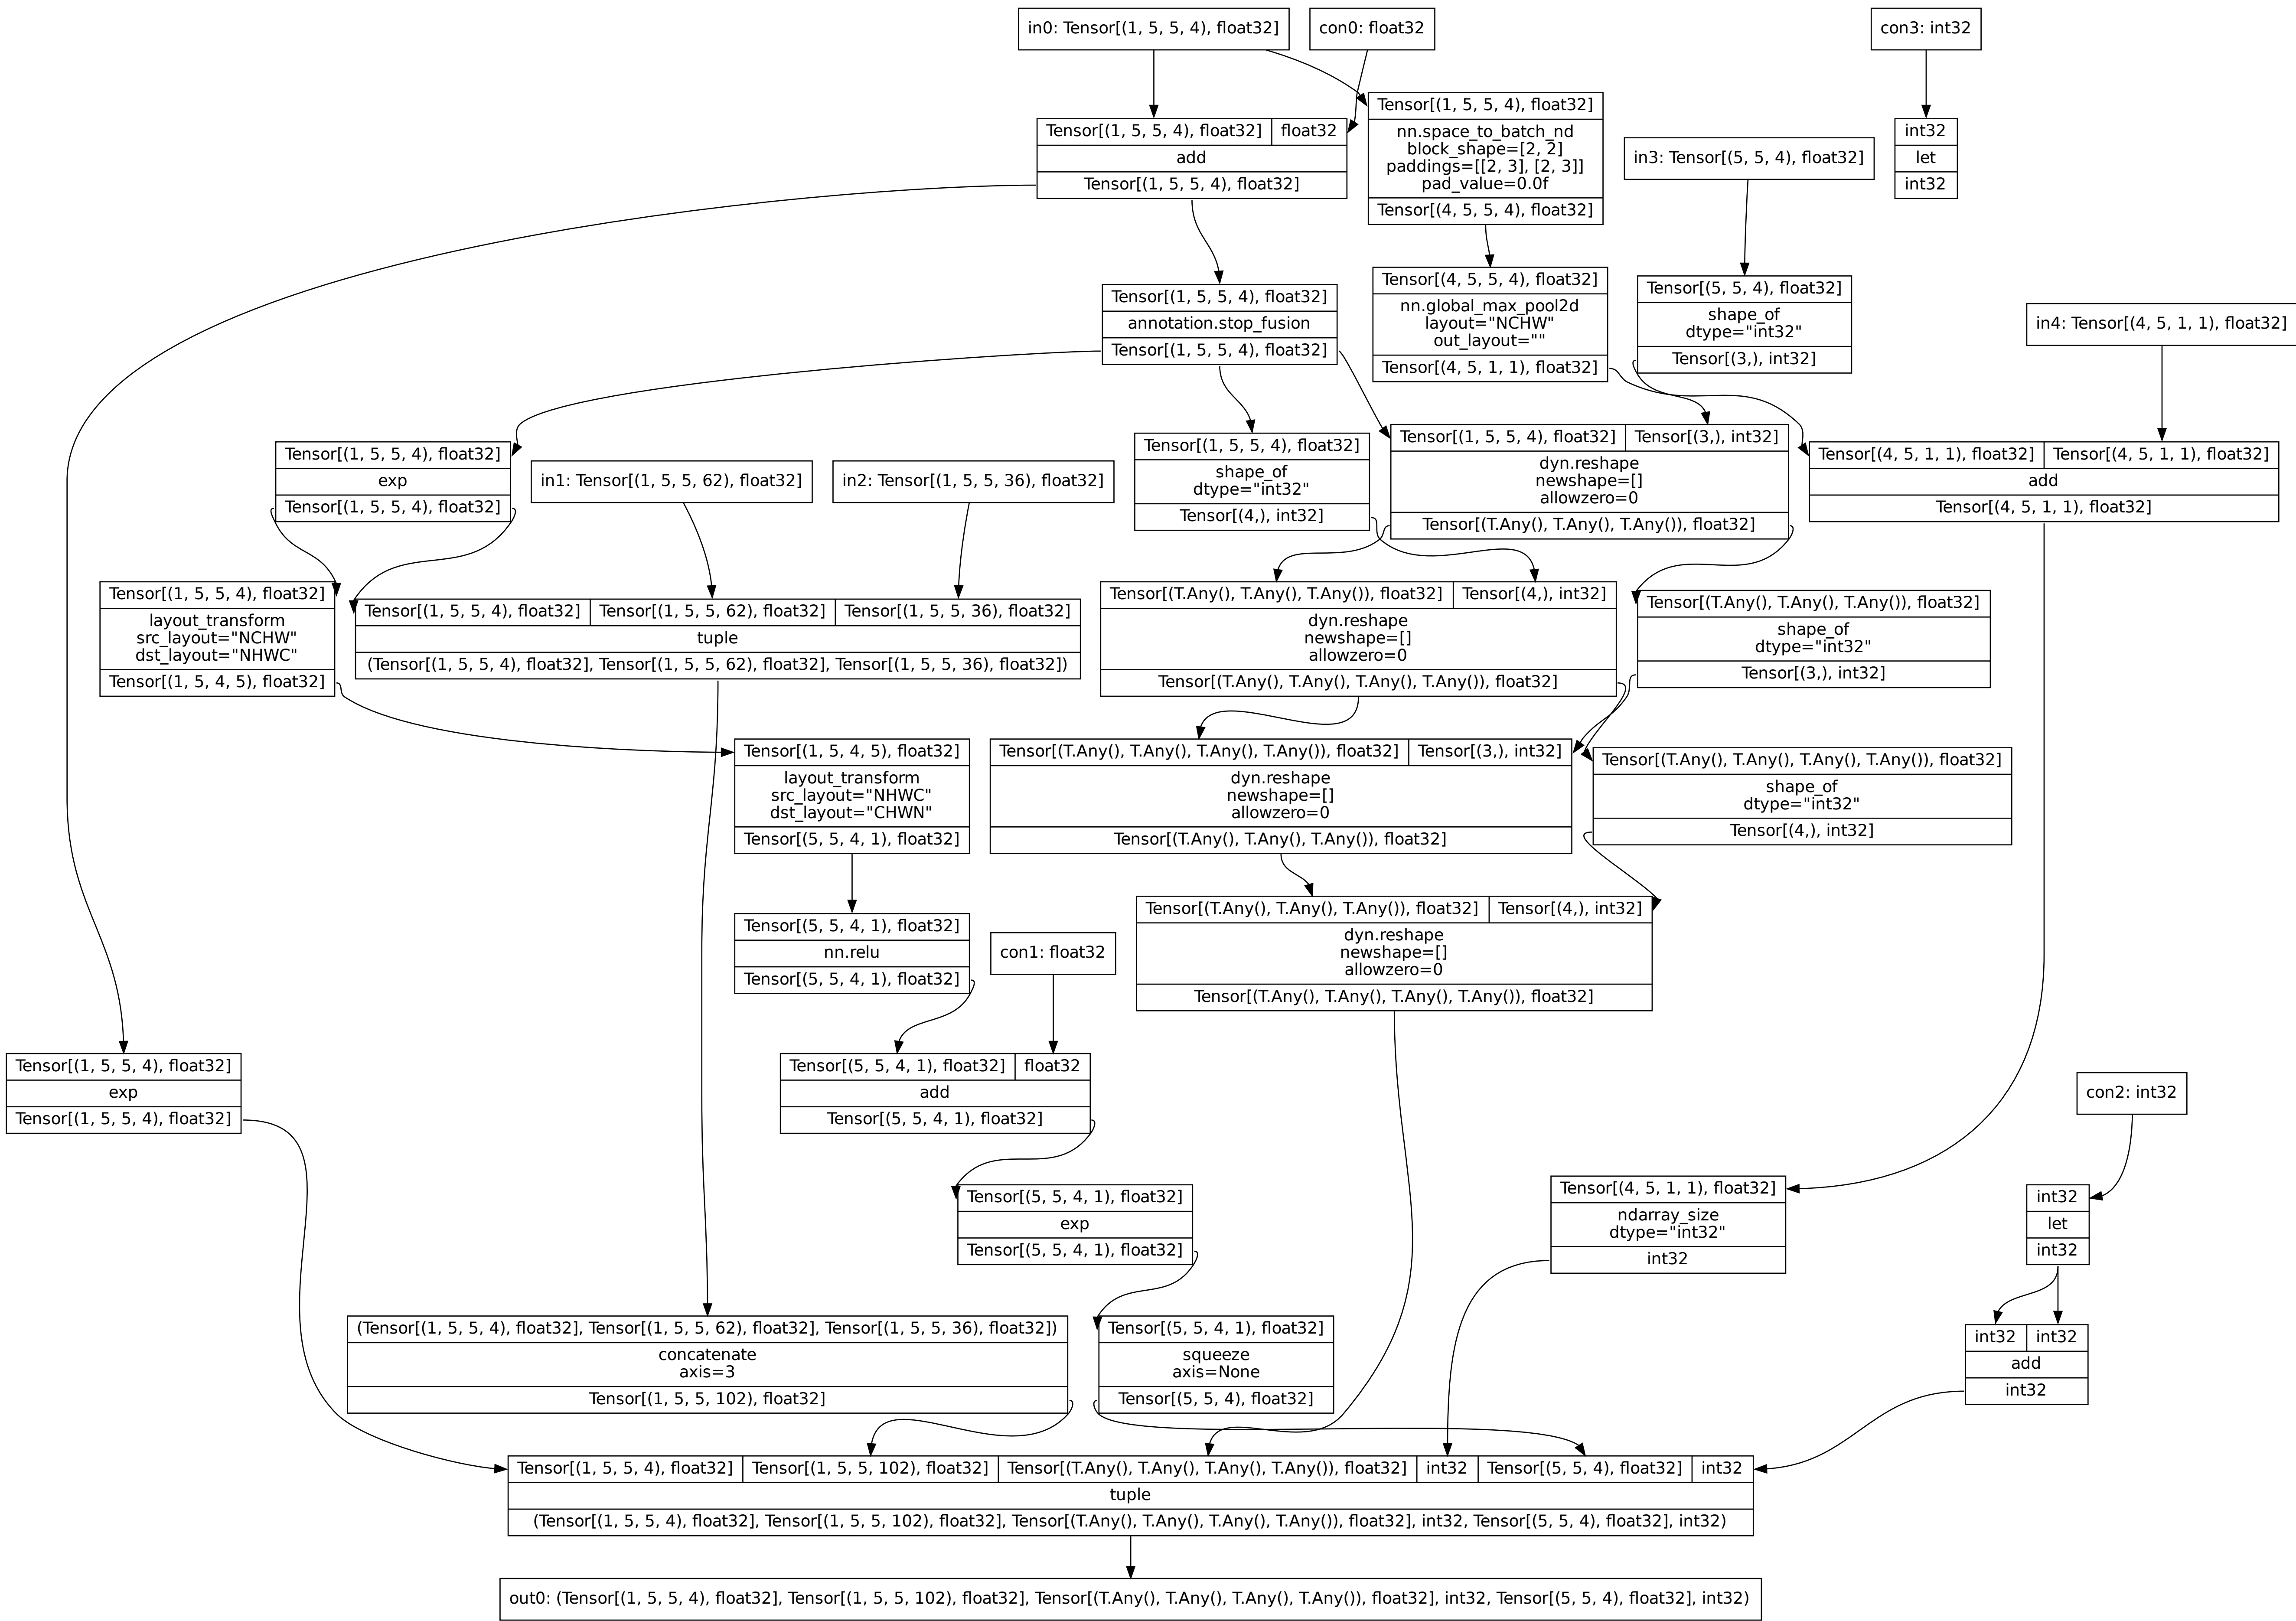 in0: Tensor[(1, 5, 5, 4), float32]
con0: float32
con3: int32
Tensor[(1, 5, 5, 4), float32]
nn.space_to_batch_nd
block_shape=[2, 2]
paddings=[[2, 3], [2, 3]]
pad_value=0.0f
Tensor[(4, 5, 5, 4), float32]
Tensor[(1, 5, 5, 4), float32] float32
add
Tensor[(1, 5, 5, 4), float32]
int32
let
int32
in3: Tensor[(5, 5, 4), float32]
Tensor[(4, 5, 5, 4), float32]
nn.global_max_pool2d
layout="NCHW"
out_layout=""
Tensor[(4, 5, 1, 1), float32]
Tensor[(5, 5, 4), float32]
shape_of
dtype="int32"
Tensor[(3,), int32]
Tensor[(1, 5, 5, 4), float32]
annotation.stop_fusion
Tensor[(1, 5, 5, 4), float32]
in4: Tensor[(4, 5, 1, 1), float32]
Tensor[(1, 5, 5, 4), float32]
exp
Tensor[(1, 5, 5, 4), float32]
in1: Tensor[(1, 5, 5, 62), float32]
in2: Tensor[(1, 5, 5, 36), float32]
Tensor[(1, 5, 5, 4), float32]
shape_of
dtype="int32"
Tensor[(4,), int32]
Tensor[(1, 5, 5, 4), float32] Tensor[(3,), int32]
dyn.reshape
newshape=[]
allowzero=0
Tensor[(T.Any(), T.Any(), T.Any()), float32]
Tensor[(4, 5, 1, 1), float32] Tensor[(4, 5, 1, 1), float32]
add
Tensor[(4, 5, 1, 1), float32]
Tensor[(1, 5, 5, 4), float32]
layout_transform
src_layout="NCHW"
dst_layout="NHWC"
Tensor[(1, 5, 4, 5), float32]
Tensor[(1, 5, 5, 4), float32] Tensor[(1, 5, 5, 62), float32] Tensor[(1, 5, 5, 36), float32]
tuple
(Tensor[(1, 5, 5, 4), float32], Tensor[(1, 5, 5, 62), float32], Tensor[(1, 5, 5, 36), float32])
Tensor[(T.Any(), T.Any(), T.Any()), float32] Tensor[(4,), int32]
dyn.reshape
newshape=[]
allowzero=0
Tensor[(T.Any(), T.Any(), T.Any(), T.Any()), float32]
Tensor[(T.Any(), T.Any(), T.Any()), float32]
shape_of
dtype="int32"
Tensor[(3,), int32]
Tensor[(1, 5, 4, 5), float32]
layout_transform
src_layout="NHWC"
dst_layout="CHWN"
Tensor[(5, 5, 4, 1), float32]
Tensor[(T.Any(), T.Any(), T.Any(), T.Any()), float32] Tensor[(3,), int32]
dyn.reshape
newshape=[]
allowzero=0
Tensor[(T.Any(), T.Any(), T.Any()), float32]
Tensor[(T.Any(), T.Any(), T.Any(), T.Any()), float32]
shape_of
dtype="int32"
Tensor[(4,), int32]
Tensor[(5, 5, 4, 1), float32]
nn.relu
Tensor[(5, 5, 4, 1), float32]
con1: float32
Tensor[(T.Any(), T.Any(), T.Any()), float32] Tensor[(4,), int32]
dyn.reshape
newshape=[]
allowzero=0
Tensor[(T.Any(), T.Any(), T.Any(), T.Any()), float32]
Tensor[(1, 5, 5, 4), float32]
exp
Tensor[(1, 5, 5, 4), float32]
Tensor[(5, 5, 4, 1), float32] float32
add
Tensor[(5, 5, 4, 1), float32]
con2: int32
Tensor[(5, 5, 4, 1), float32]
exp
Tensor[(5, 5, 4, 1), float32]
Tensor[(4, 5, 1, 1), float32]
ndarray_size
dtype="int32"
int32
int32
let
int32
(Tensor[(1, 5, 5, 4), float32], Tensor[(1, 5, 5, 62), float32], Tensor[(1, 5, 5, 36), float32])
concatenate
axis=3
Tensor[(1, 5, 5, 102), float32]
Tensor[(5, 5, 4, 1), float32]
squeeze
axis=None
Tensor[(5, 5, 4), float32]
int32 int32
add
int32
Tensor[(1, 5, 5, 4), float32] Tensor[(1, 5, 5, 102), float32] Tensor[(T.Any(), T.Any(), T.Any(), T.Any()), float32] int32 Tensor[(5, 5, 4), float32] int32
tuple
(Tensor[(1, 5, 5, 4), float32], Tensor[(1, 5, 5, 102), float32], Tensor[(T.Any(), T.Any(), T.Any(), T.Any()), float32], int32, Tensor[(5, 5, 4), float32], int32)
out0: (Tensor[(1, 5, 5, 4), float32], Tensor[(1, 5, 5, 102), float32], Tensor[(T.Any(), T.Any(), T.Any(), T.Any()), float32], int32, Tensor[(5, 5, 4), float32], int32)